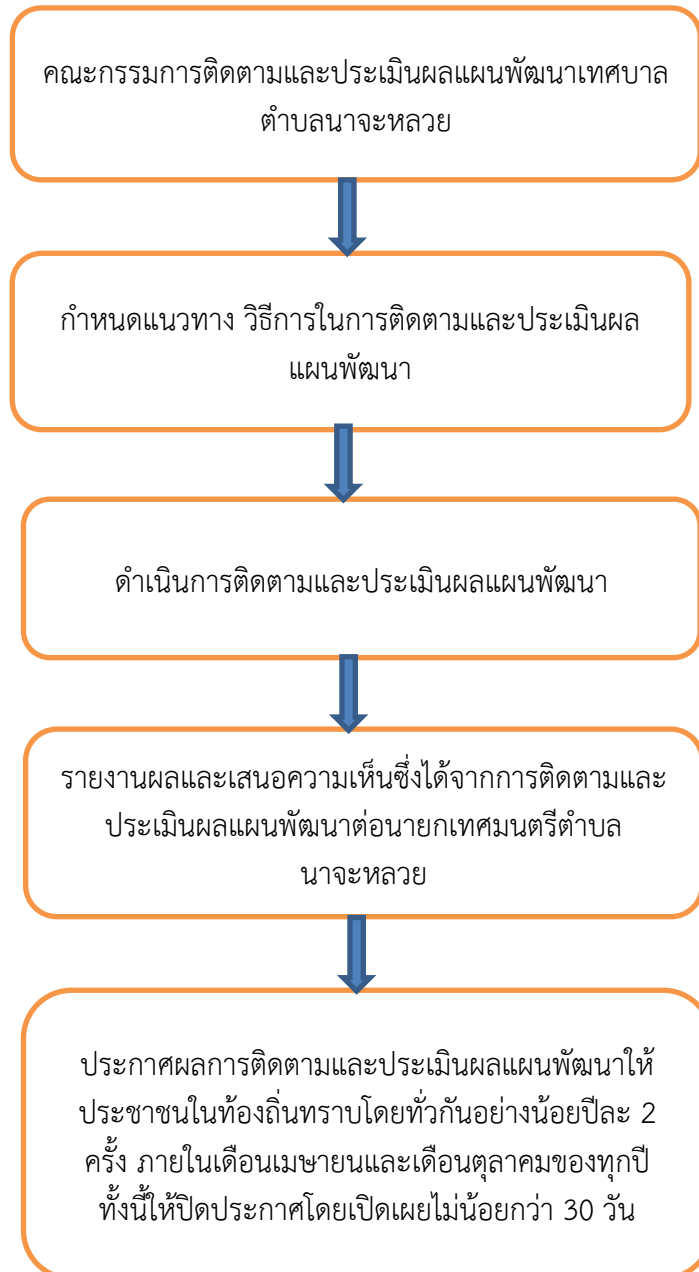 คณะกรรมการติดตามและประเมินผลแผนพัฒนาเทศบาล
ตำบลนาจะหลวย
กำหนดแนวทาง วิธีการในการติดตามและประเมินผล
แผนพัฒนา
ดำเนินการติดตามและประเมินผลแผนพัฒนา
รายงานผลและเสนอความเห็นซึ่งได้จากการติดตามและ
ประเมินผลแผนพัฒนาต่อนายกเทศมนตรีตำบล
นาจะหลวย
ประกาศผลการติดตามและประเมินผลแผนพัฒนาให้
ประชาชนในท้องถิ่นทราบโดยทั่วกันอย่างน้อยปีละ 2
ครั้ง ภายในเดือนเมษายนและเดือนตุลาคมของทุกปี
ทั้งนี้ให้ปิดประกาศโดยเปิดเผยไม่น้อยกว่า 30 วัน